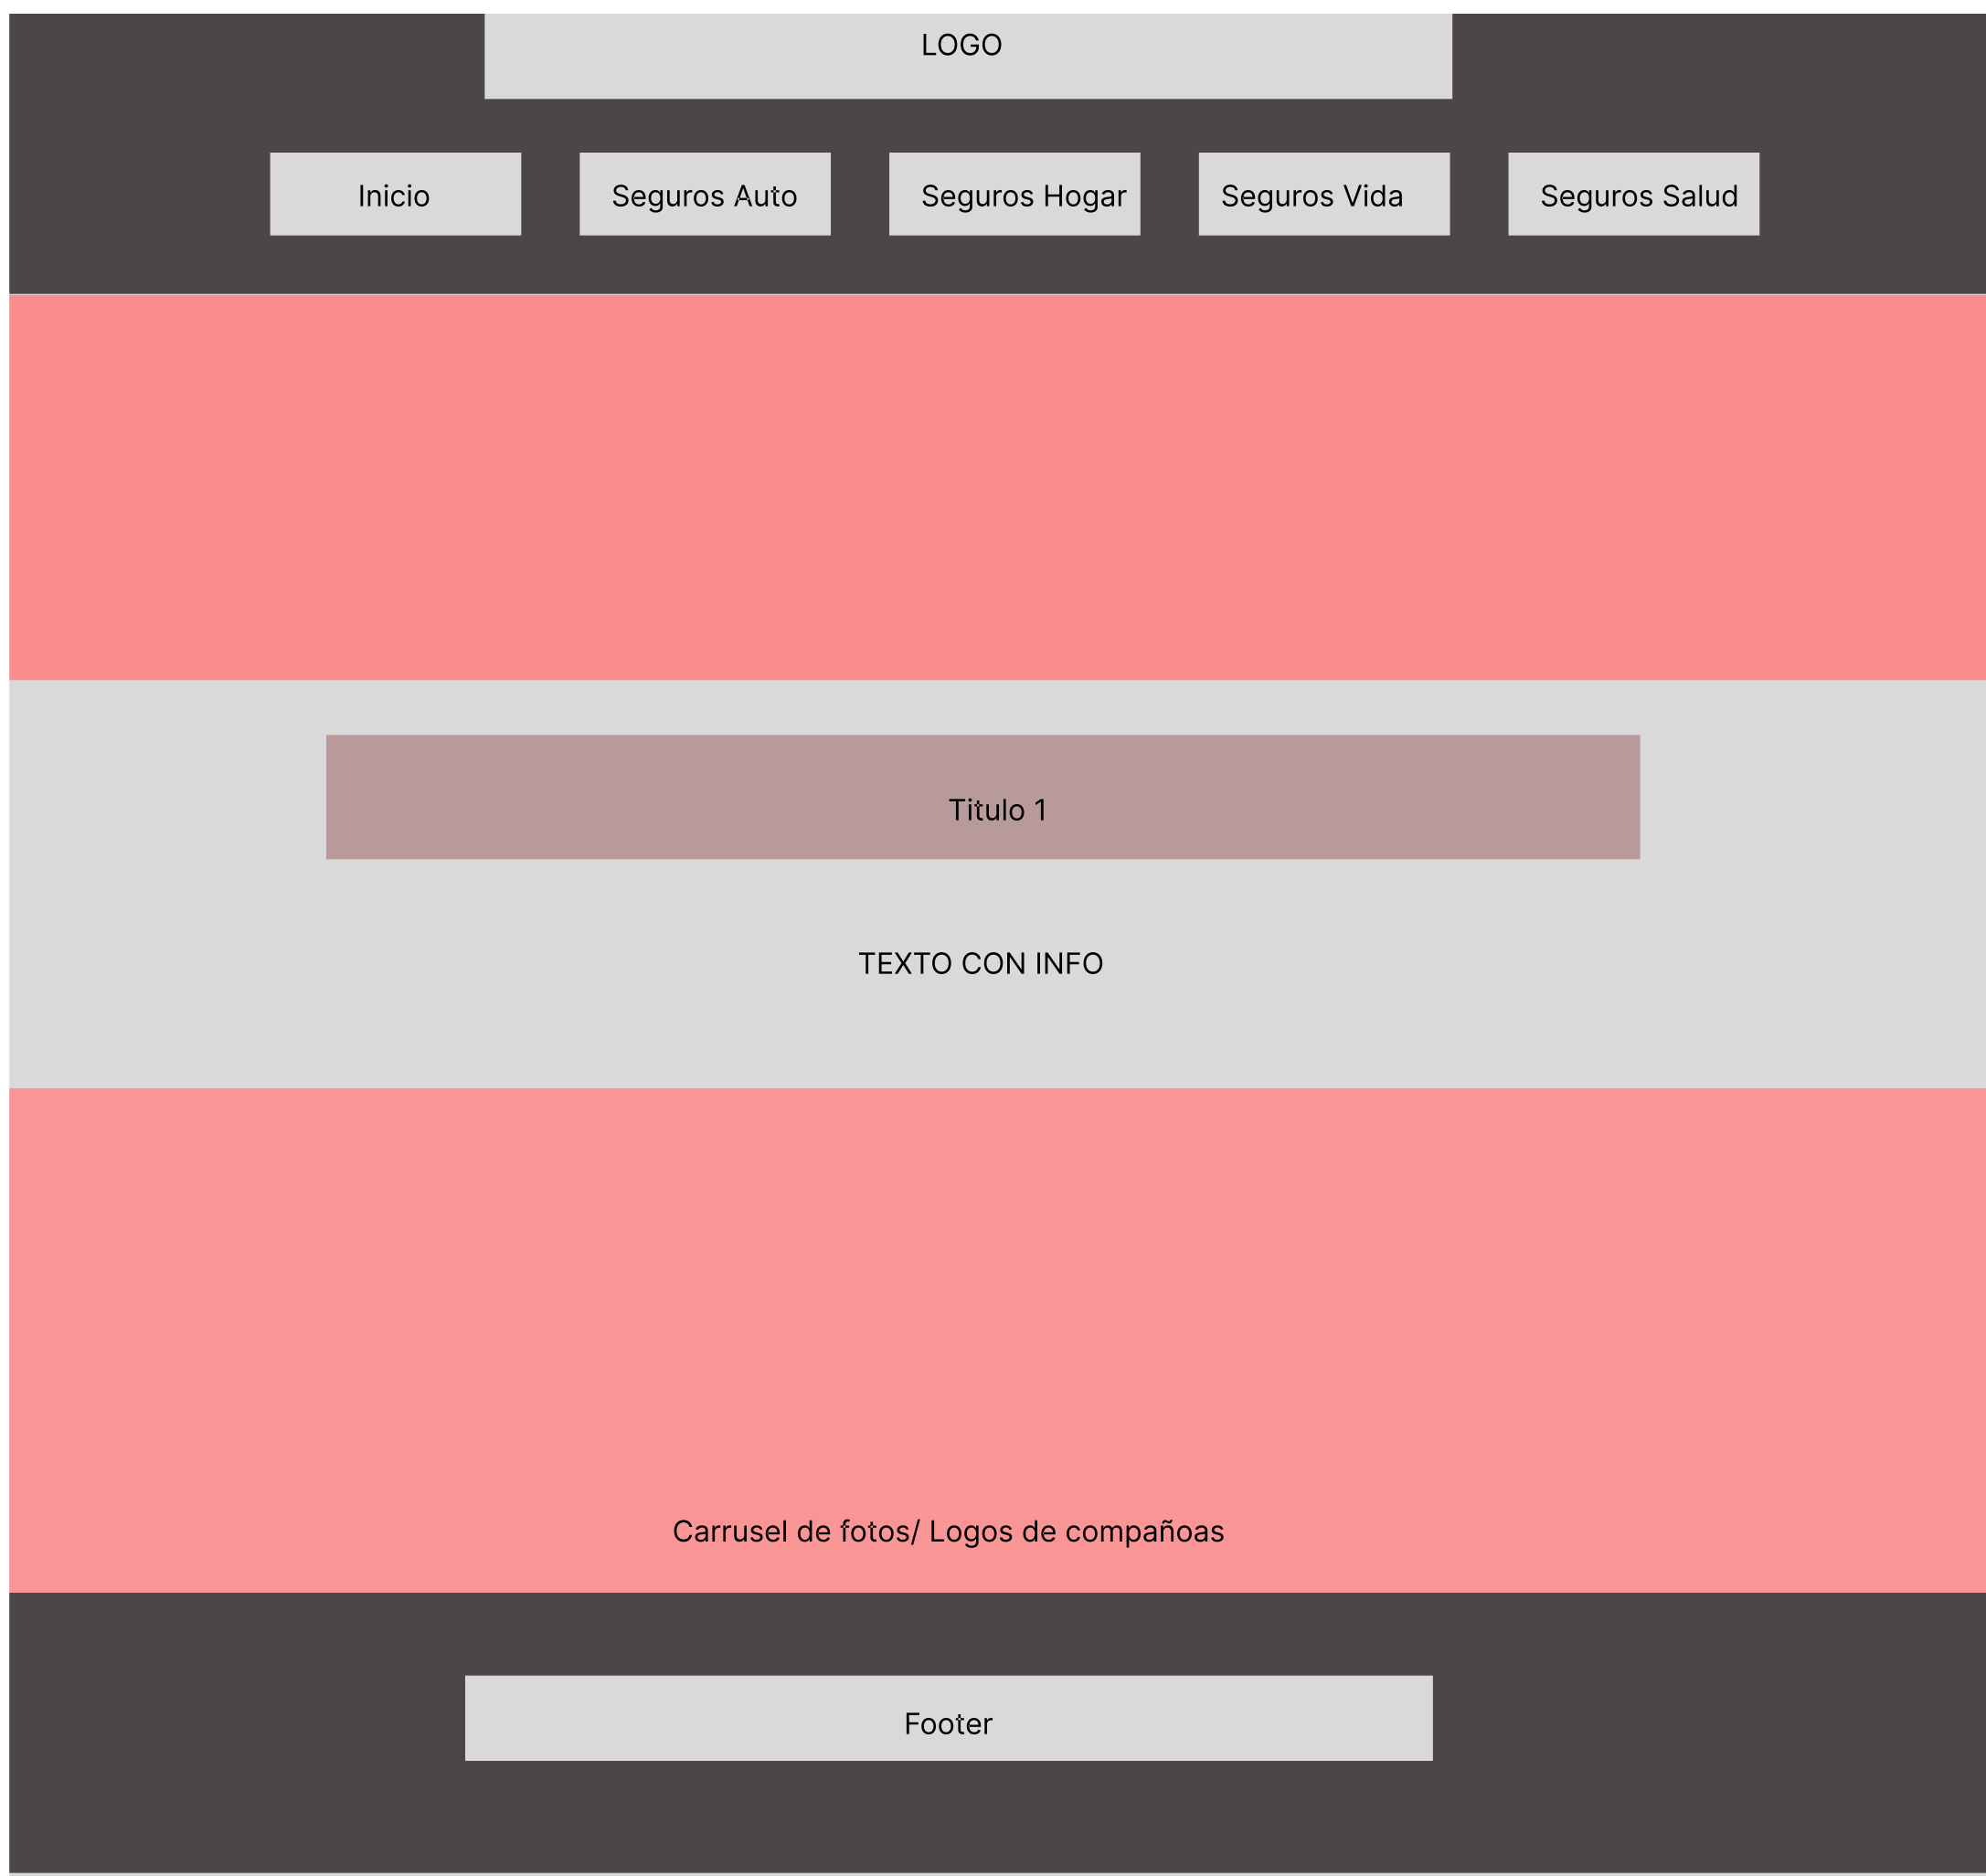 LOGO
Inicio
Seguros Auto
Seguros Hogar
Seguros Vida
Seguros Salud
Titulo 1
TEXTO CON INFO
Carrusel de fotos/ Logos de compañoas
Footer